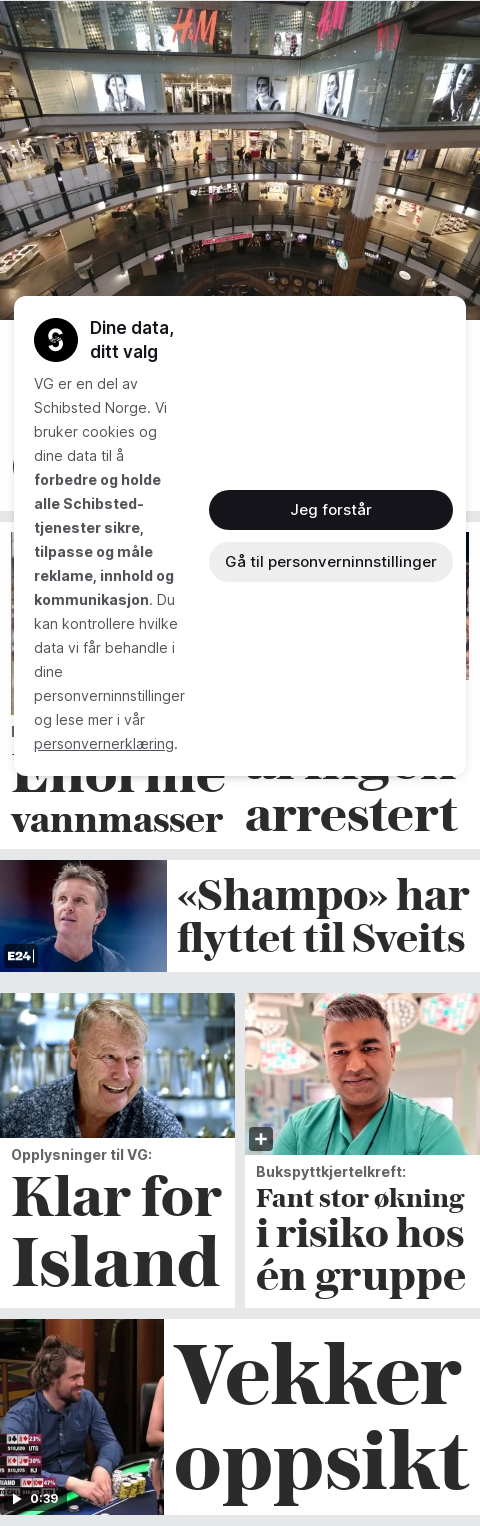 H&M
H&M
Dine data,
ditt valg
VG er en del av
Schibsted Norge. Vi
bruker cookies og
dine data til å
forbedre og holde
alle Schibsted-
tjenester sikre,
tilpasse og måle
reklame, innhold og
kommunikasjon. Du
kan kontrollere hvilke
data vi får behandle i
dine
personverninnstillinger
og lese mer i vår
personvernerklæring.
Jeg forstår
Gå til personverninnstillinger
Enorme
vannmasser
arrestert
E24
«Shampo» har
flyttet til Sveits
Opplysninger til VG:
Klar for
Island
Bukspyttkjertelkreft:
Fant stor økning
i risiko hos
én gruppe
Vekker
oppsikt
0:39